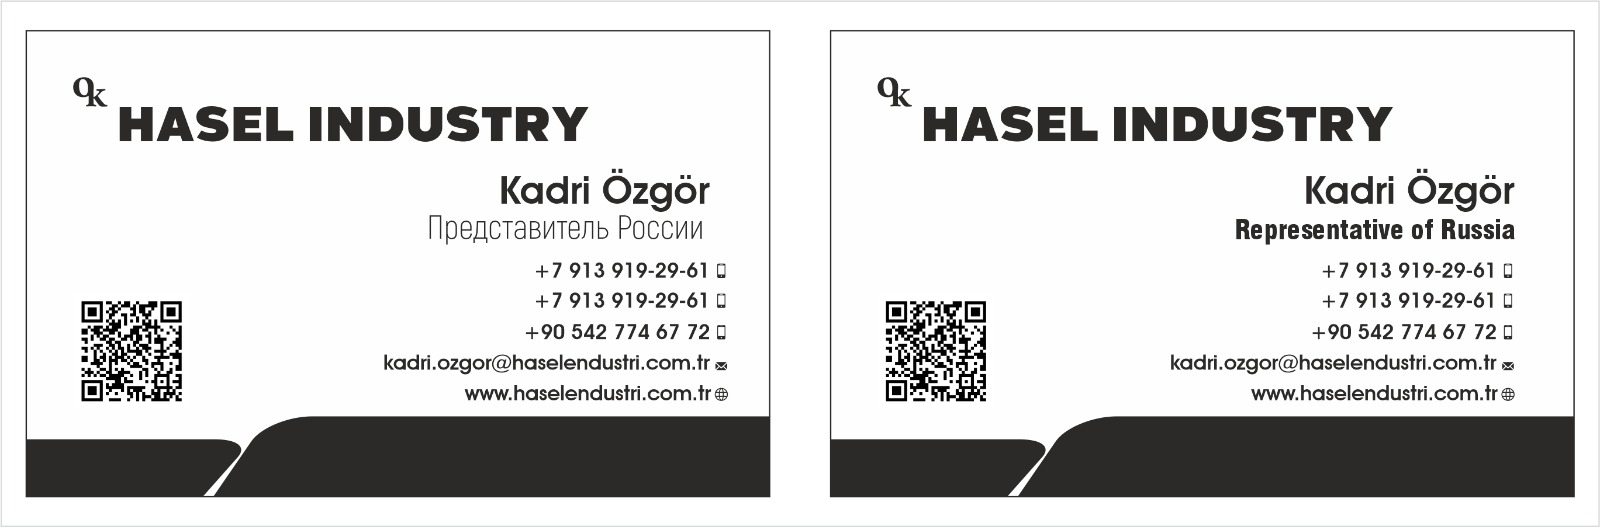 ok
HASEL INDUSTRY
Kadri Özgör
Представитель России
+7 913 919-29-61
+7 913 919-29-61
+90 542 774 67 72
kadri.ozgor@haselendustri.com.tr
www.haselendustri.com.tr
ok
HASEL INDUSTRY
Kadri Özgör
Representative of Russia
+7 913 919-29-61
+7 913 919-29-61
+90 542 774 67 72
kadri.ozgor@haselendustri.com.tr
www.haselendustri.com.tr